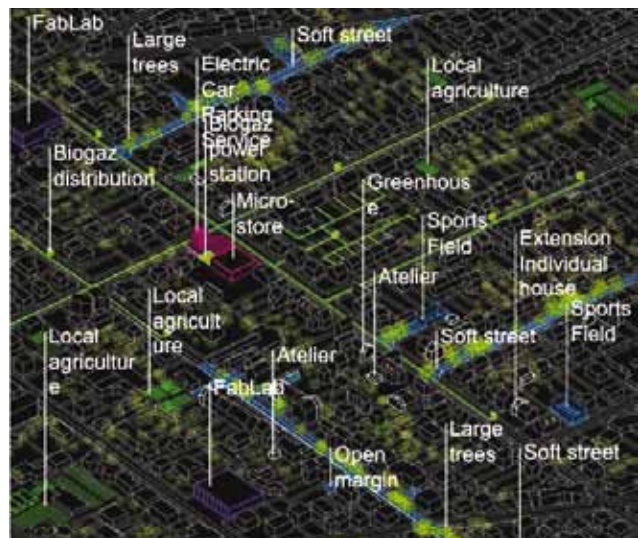 FabLab
Large
trees
Soft street
Electric
Car
Parking
Service
Biogaz
power
station
Local
agriculture
Biogaz
distribution
Micro-
store
Greenhous
e
Sports
Field
Extension
Individual
house
Atelier
Sports
Field
Local
agricult
ure
Local
agricultur
e
Atelier
Soft street
FabLab
Open
margin
Large
trees
Soft street